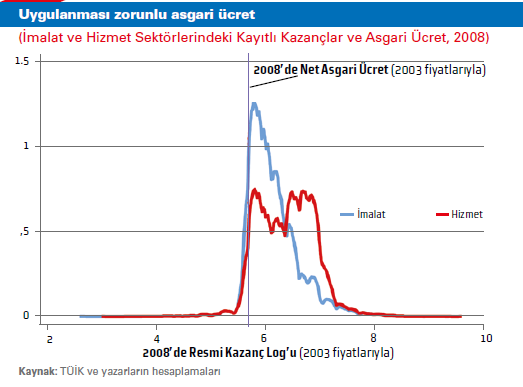 Uygulanması zorunlu asgari ücret
(İmalat ve Hizmet Sektörlerindeki Kayıtlı Kazançlar ve Asgari Ücret, 2008)
1.5
2008'de Net Asgari Ücret (2003 fiyatlarıyla)
1
İmalat
Hizmet
,5
0
2
4
6
8
10
2008'de Resmi Kazanç Log'u (2003 fiyatlarıyla)
Kaynak: TÜİK ve yazarların hesaplamaları